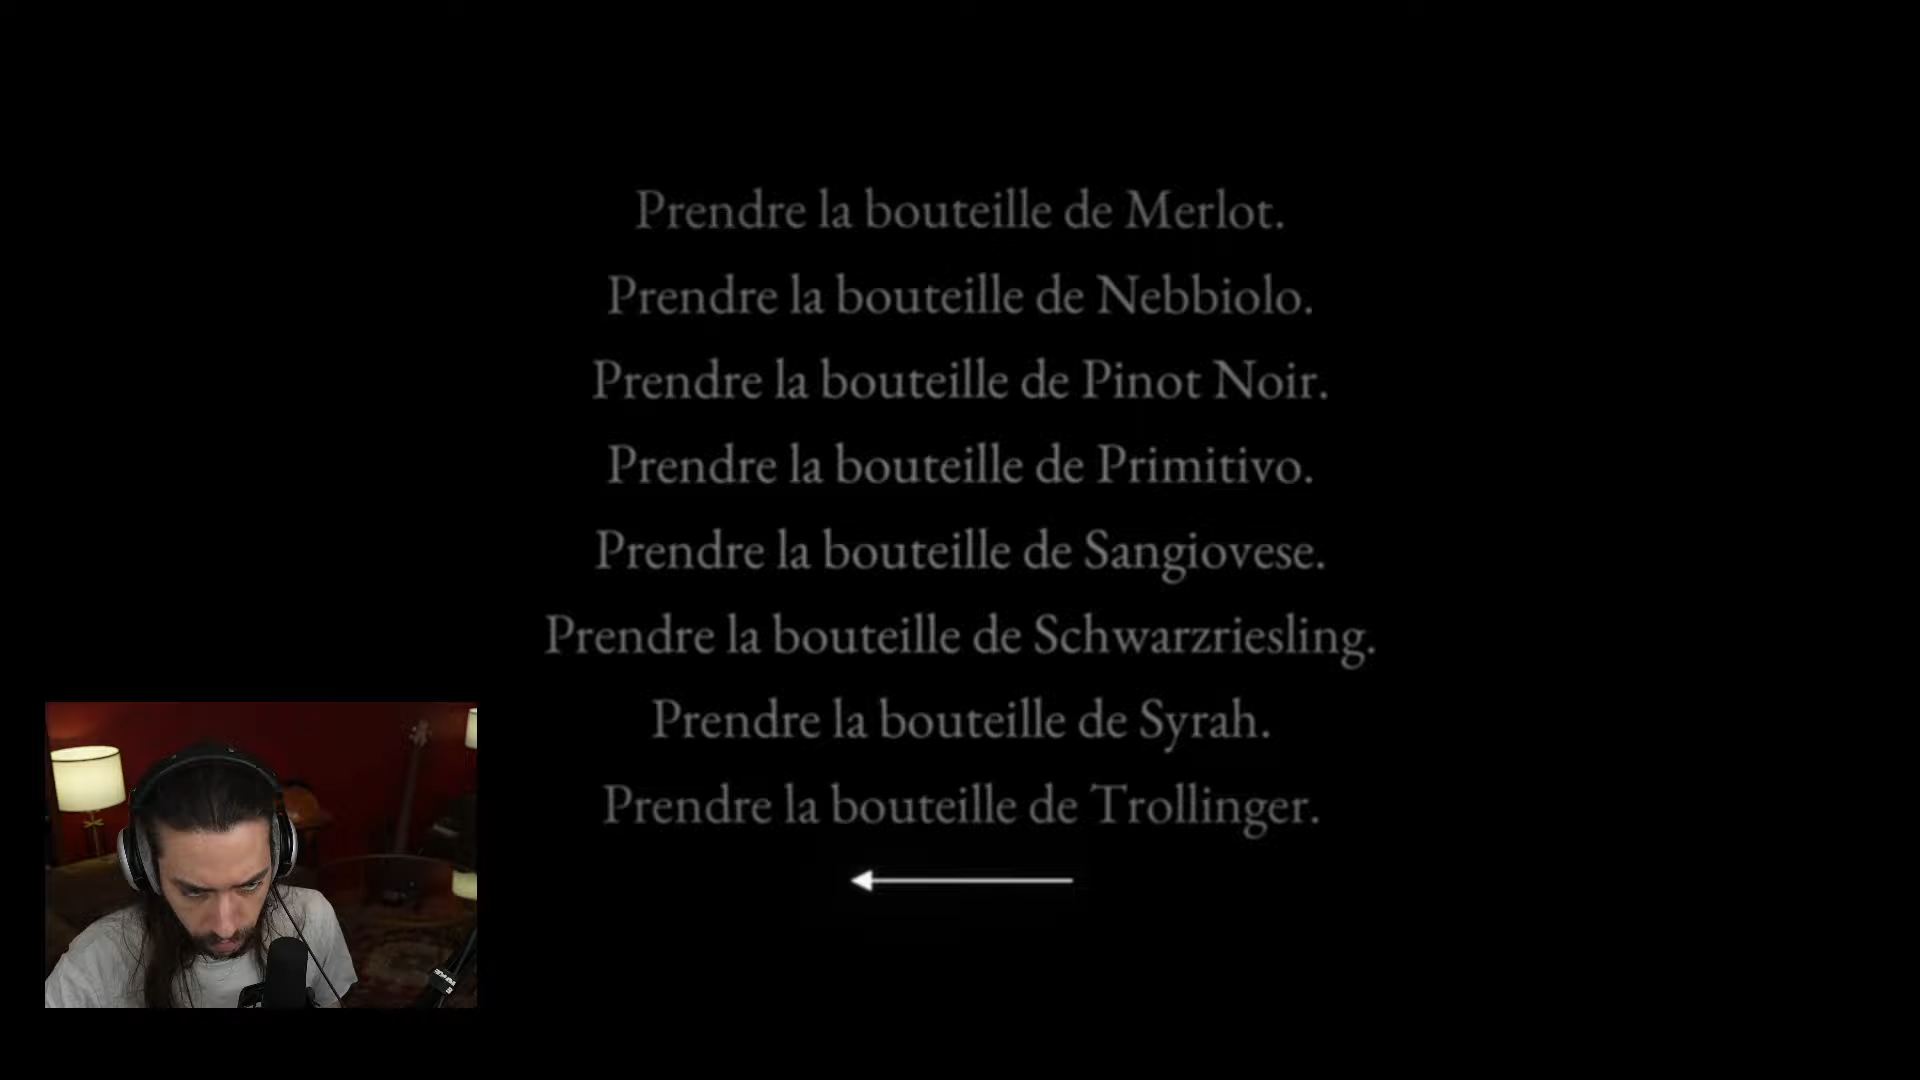 Prendre la bouteille de Merlot.
Prendre la bouteille de Nebbiolo.
Prendre la bouteille de Pinot Noir.
Prendre la bouteille de Primitivo.
Prendre la bouteille de Sangiovese.
Prendre la bouteille de Schwarzriesling.
Prendre la bouteille de Syrah.
Prendre la bouteille de Trollinger.